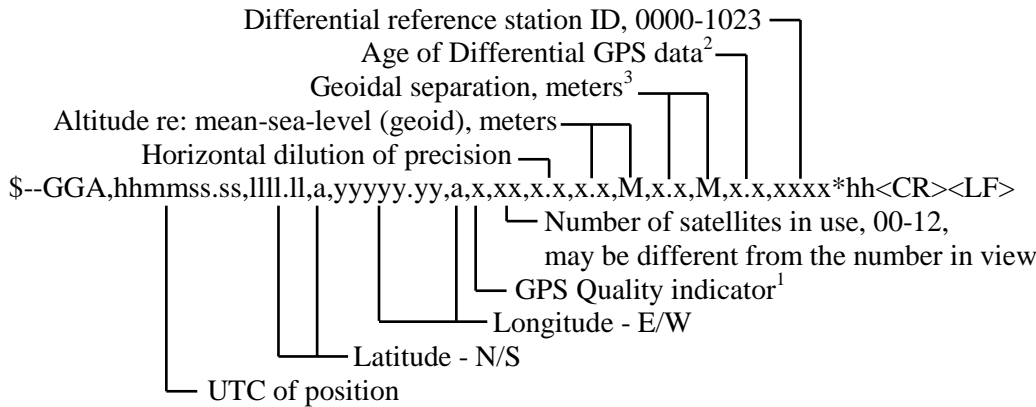 Differential reference station ID, 0000-1023
Age of Differential GPS data2
Geoidal separation, meters3
Altitude re: mean-sea-level (geoid), meters
Horizontal dilution of precision
$--GGA,hhmmss.ss,llll.ll,a,yyyyy.yy,a,x,xx,x.x,x.x,M,x.x,M,x.x,xxxx*hh<CR><LF>
Number of satellites in use, 00-12,
may be different from the number in view
GPS Quality indicator1
Longitude - E/W
Latitude - N/S
UTC of position